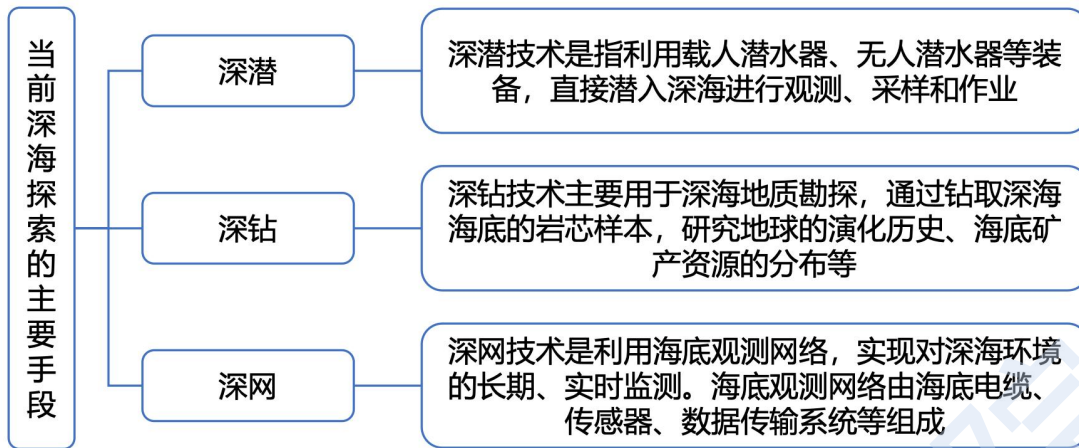 当前深海探索的主要手段
深潜
深潜技术是指利用载人潜水器、无人潜水器等装
备，直接潜入深海进行观测、采样和作业
深钻
深钻技术主要用于深海地质勘探，通过钻取深海
海底的岩芯样本，研究地球的演化历史、海底矿
产资源的分布等
深网
深网技术是利用海底观测网络，实现对深海环境
的长期、实时监测。海底观测网络由海底电缆、
传感器、数据传输系统等组成